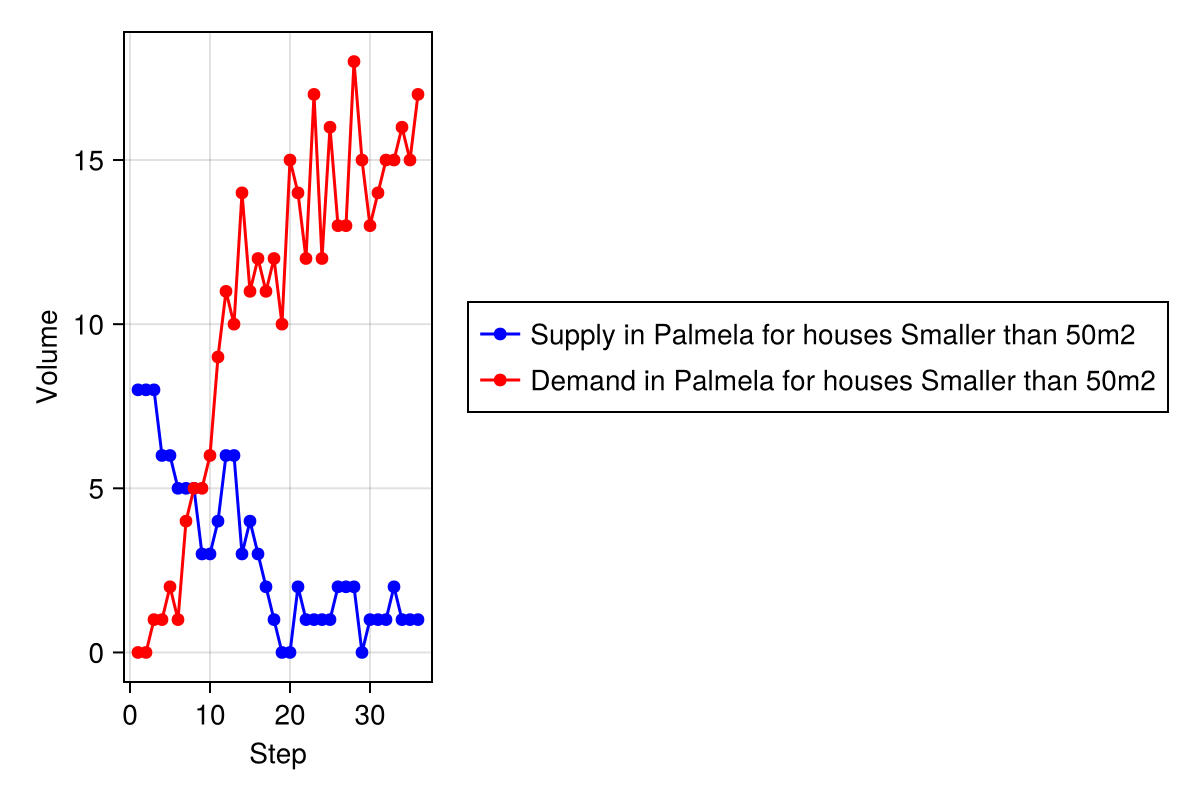 15
10
5
0
Volume
0 10 20 30
Step
Supply in Palmela for houses Smaller than 50m2
Demand in Palmela for houses Smaller than 50m2